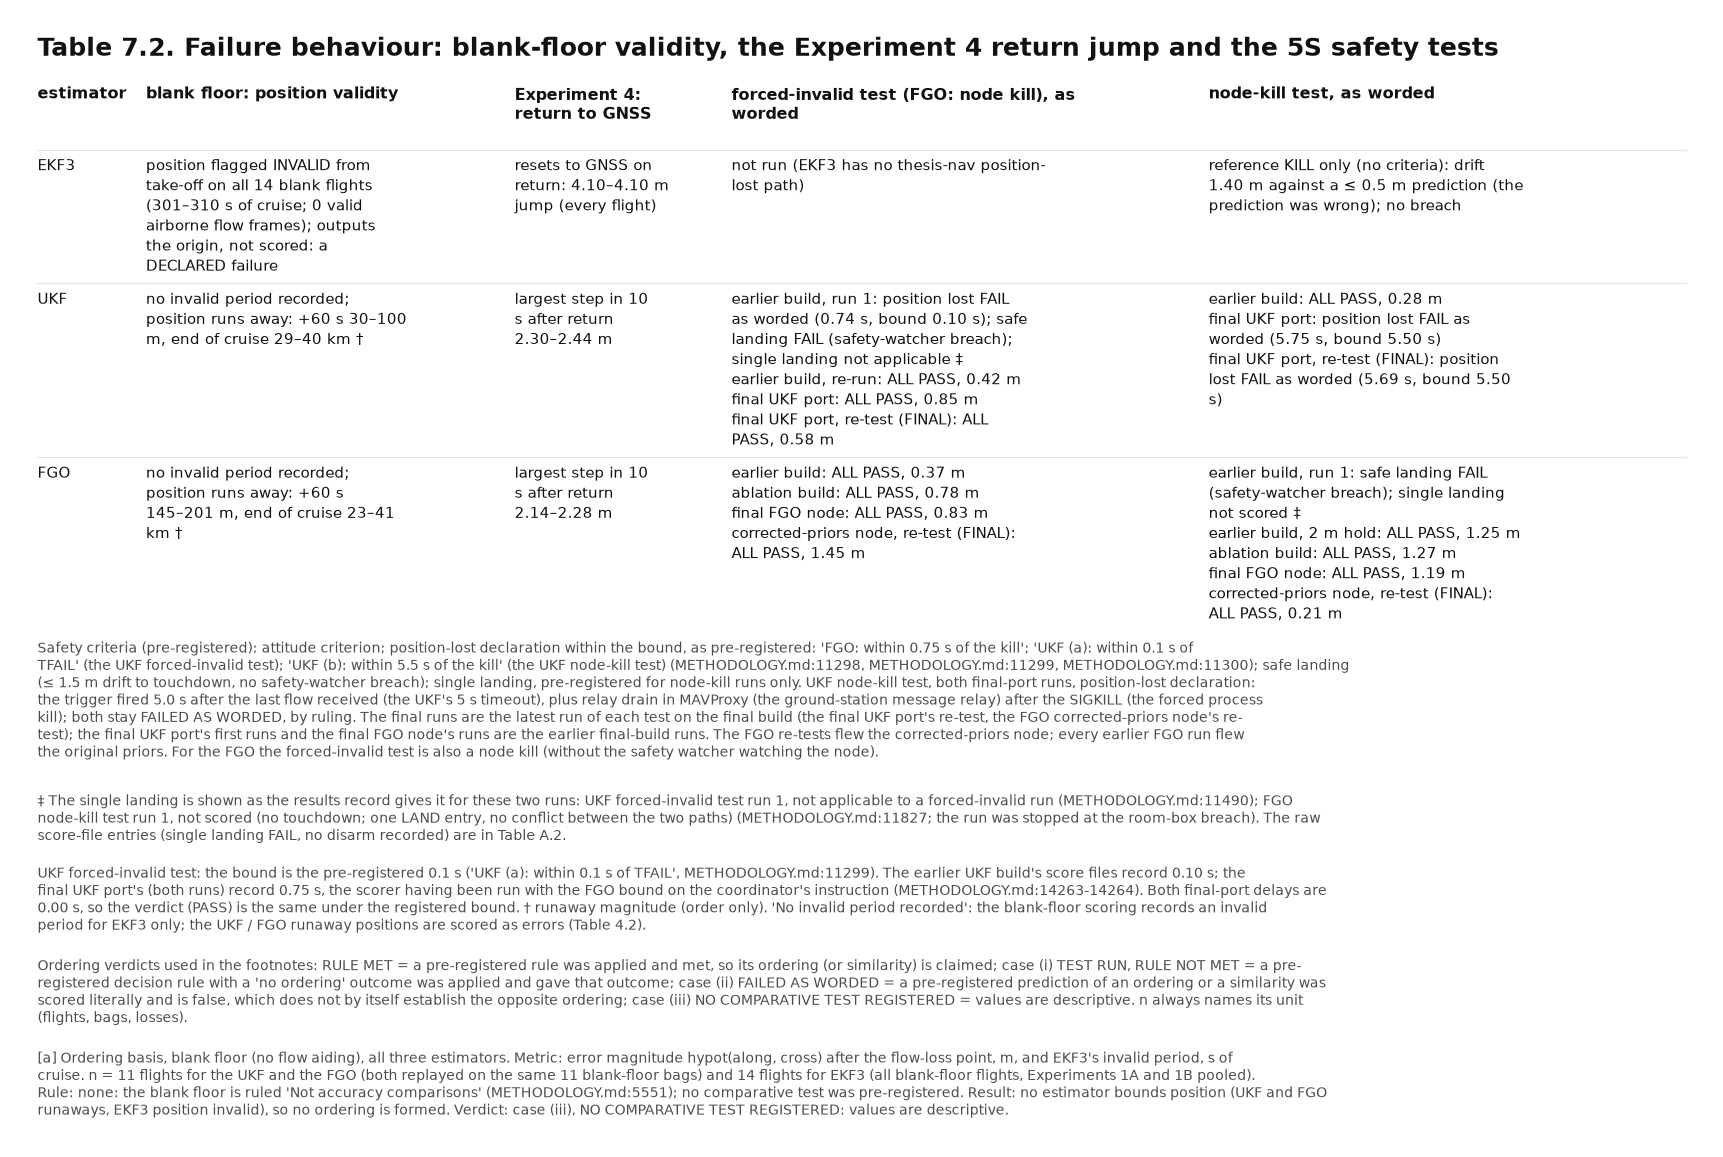 Table 7.2. Failure behaviour: blank-floor validity, the Experiment 4 return jump and the 5S safety tests
estimator
blank floor: position validity
Experiment 4:
return to GNSS
forced-invalid test (FGO: node kill), as
worded
node-kill test, as worded
EKF3
position flagged INVALID from
take-off on all 14 blank flights
(301–310 s of cruise; 0 valid
airborne flow frames); outputs
the origin, not scored: a
DECLARED failure
resets to GNSS on
return: 4.10–4.10 m
jump (every flight)
not run (EKF3 has no thesis-nav position-
lost path)
reference KILL only (no criteria): drift
1.40 m against a ≤ 0.5 m prediction (the
prediction was wrong); no breach
UKF
no invalid period recorded;
position runs away: +60 s 30–100
m, end of cruise 29–40 km †
largest step in 10
s after return
2.30–2.44 m
earlier build, run 1: position lost FAIL
as worded (0.74 s, bound 0.10 s); safe
landing FAIL (safety-watcher breach);
single landing not applicable ‡
earlier build, re-run: ALL PASS, 0.42 m
final UKF port: ALL PASS, 0.85 m
final UKF port, re-test (FINAL): ALL
PASS, 0.58 m
earlier build: ALL PASS, 0.28 m
final UKF port: position lost FAIL as
worded (5.75 s, bound 5.50 s)
final UKF port, re-test (FINAL): position
lost FAIL as worded (5.69 s, bound 5.50
s)
FGO
no invalid period recorded;
position runs away: +60 s
145–201 m, end of cruise 23–41
km †
largest step in 10
s after return
2.14–2.28 m
earlier build: ALL PASS, 0.37 m
ablation build: ALL PASS, 0.78 m
final FGO node: ALL PASS, 0.83 m
corrected-priors node, re-test (FINAL):
ALL PASS, 1.45 m
earlier build, run 1: safe landing FAIL
(safety-watcher breach); single landing
not scored ‡
earlier build, 2 m hold: ALL PASS, 1.25 m
ablation build: ALL PASS, 1.27 m
final FGO node: ALL PASS, 1.19 m
corrected-priors node, re-test (FINAL):
ALL PASS, 0.21 m
Safety criteria (pre-registered): attitude criterion; position-lost declaration within the bound, as pre-registered: 'FGO: within 0.75 s of the kill'; 'UKF (a): within 0.1 s of
TFAIL' (the UKF forced-invalid test); 'UKF (b): within 5.5 s of the kill' (the UKF node-kill test) (METHODOLOGY.md:11298, METHODOLOGY.md:11299, METHODOLOGY.md:11300); safe landing
(≤ 1.5 m drift to touchdown, no safety-watcher breach); single landing, pre-registered for node-kill runs only. UKF node-kill test, both final-port runs, position-lost declaration:
the trigger fired 5.0 s after the last flow received (the UKF's 5 s timeout), plus relay drain in MAVProxy (the ground-station message relay) after the SIGKILL (the forced process
kill); both stay FAILED AS WORDED, by ruling. The final runs are the latest run of each test on the final build (the final UKF port's re-test, the FGO corrected-priors node's re-
test); the final UKF port's first runs and the final FGO node's runs are the earlier final-build runs. The FGO re-tests flew the corrected-priors node; every earlier FGO run flew
the original priors. For the FGO the forced-invalid test is also a node kill (without the safety watcher watching the node).
‡ The single landing is shown as the results record gives it for these two runs: UKF forced-invalid test run 1, not applicable to a forced-invalid run (METHODOLOGY.md:11490); FGO
node-kill test run 1, not scored (no touchdown; one LAND entry, no conflict between the two paths) (METHODOLOGY.md:11827; the run was stopped at the room-box breach). The raw
score-file entries (single landing FAIL, no disarm recorded) are in Table A.2.
UKF forced-invalid test: the bound is the pre-registered 0.1 s ('UKF (a): within 0.1 s of TFAIL', METHODOLOGY.md:11299). The earlier UKF build's score files record 0.10 s; the
final UKF port's (both runs) record 0.75 s, the scorer having been run with the FGO bound on the coordinator's instruction (METHODOLOGY.md:14263-14264). Both final-port delays are
0.00 s, so the verdict (PASS) is the same under the registered bound. † runaway magnitude (order only). 'No invalid period recorded': the blank-floor scoring records an invalid
period for EKF3 only; the UKF / FGO runaway positions are scored as errors (Table 4.2).
Ordering verdicts used in the footnotes: RULE MET = a pre-registered rule was applied and met, so its ordering (or similarity) is claimed; case (i) TEST RUN, RULE NOT MET = a pre-
registered decision rule with a 'no ordering' outcome was applied and gave that outcome; case (ii) FAILED AS WORDED = a pre-registered prediction of an ordering or a similarity was
scored literally and is false, which does not by itself establish the opposite ordering; case (iii) NO COMPARATIVE TEST REGISTERED = values are descriptive. n always names its unit
(flights, bags, losses).
[a] Ordering basis, blank floor (no flow aiding), all three estimators. Metric: error magnitude hypot(along, cross) after the flow-loss point, m, and EKF3's invalid period, s of
cruise. n = 11 flights for the UKF and the FGO (both replayed on the same 11 blank-floor bags) and 14 flights for EKF3 (all blank-floor flights, Experiments 1A and 1B pooled).
Rule: none: the blank floor is ruled 'Not accuracy comparisons' (METHODOLOGY.md:5551); no comparative test was pre-registered. Result: no estimator bounds position (UKF and FGO
runaways, EKF3 position invalid), so no ordering is formed. Verdict: case (iii), NO COMPARATIVE TEST REGISTERED: values are descriptive.